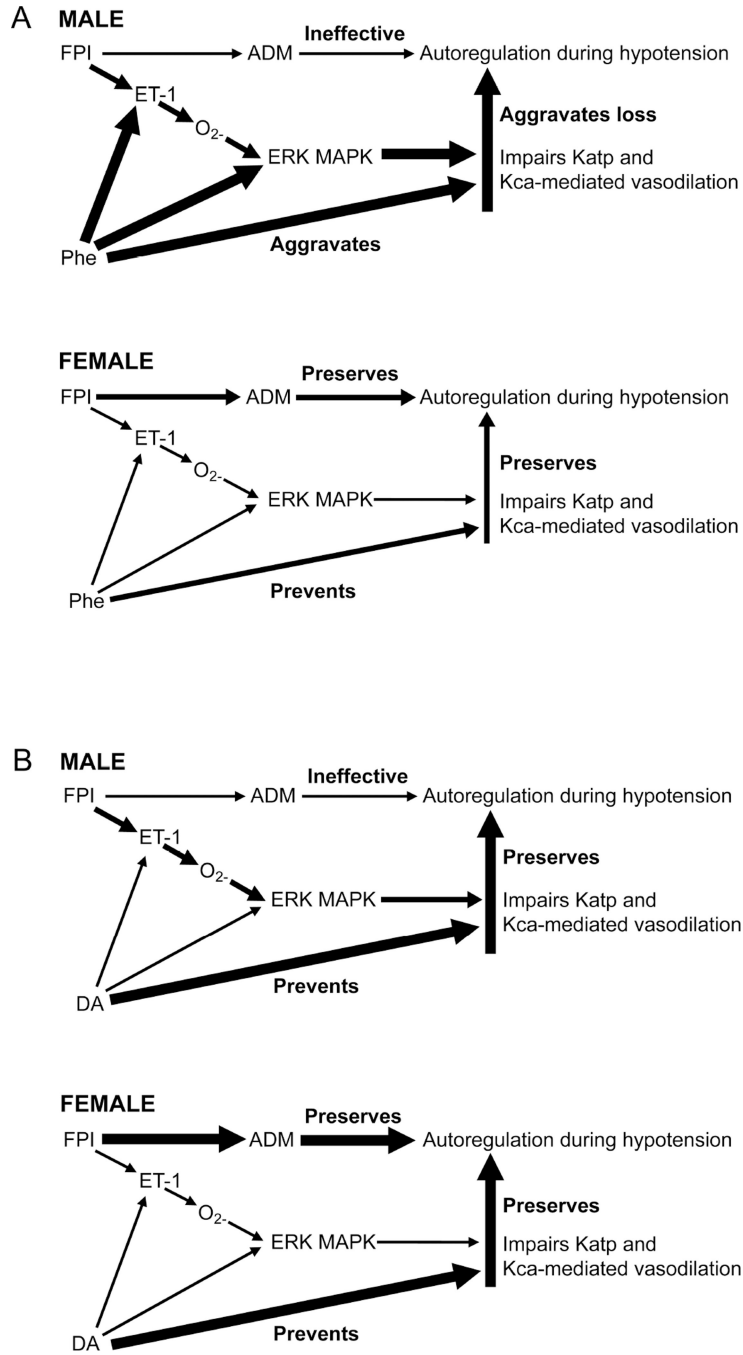 A
MALE
FPI ADM Ineffective Autoregulation during hypotension
ET-1 Aggravates loss
O2-
ERK MAPK Impairs Katp and
Kca-mediated vasodilation
Phe Aggravates
FEMALE
FPI ADM Preserves Autoregulation during hypotension
ET-1
O2- Preserves
ERK MAPK Impairs Katp and
Kca-mediated vasodilation
Phe Prevents
B
MALE
FPI ADM Ineffective Autoregulation during hypotension
ET-1 Preserves
O2-
ERK MAPK Impairs Katp and
Kca-mediated vasodilation
DA Prevents
FEMALE
FPI ADM Preserves Autoregulation during hypotension
ET-1
O2- Preserves
ERK MAPK Impairs Katp and
Kca-mediated vasodilation
DA Prevents